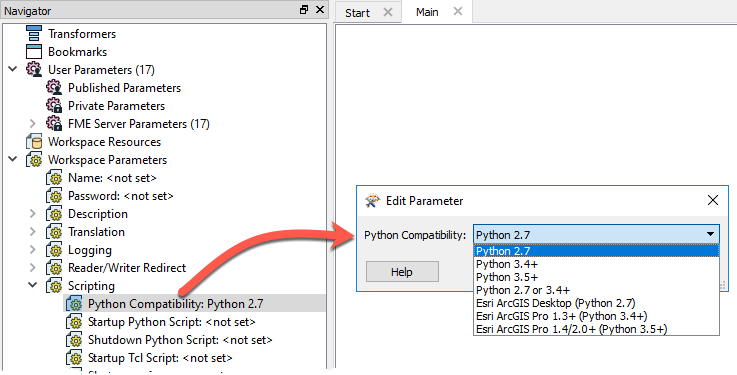 Navigator
Transformers
Bookmarks
User Parameters (17)
Published Parameters
Private Parameters
FME Server Parameters (17)
Workspace Resources
Workspace Parameters
Name: <not set>
Password: <not set>
Description
Translation
Logging
Reader/Writer Redirect
Scripting
Python Compatibility: Python 2.7
Startup Python Script: <not set>
Shutdown Python Script: <not set>
Startup Tcl Script: <not set>
Start
Main
Edit Parameter
Python Compatibility:
Python 2.7
Python 2.7
Python 3.4+
Python 3.5+
Python 2.7 or 3.4+
Esri ArcGIS Desktop (Python 2.7)
Esri ArcGIS Pro 1.3+ (Python 3.4+)
Esri ArcGIS Pro 1.4/2.0+ (Python 3.5+)
Help